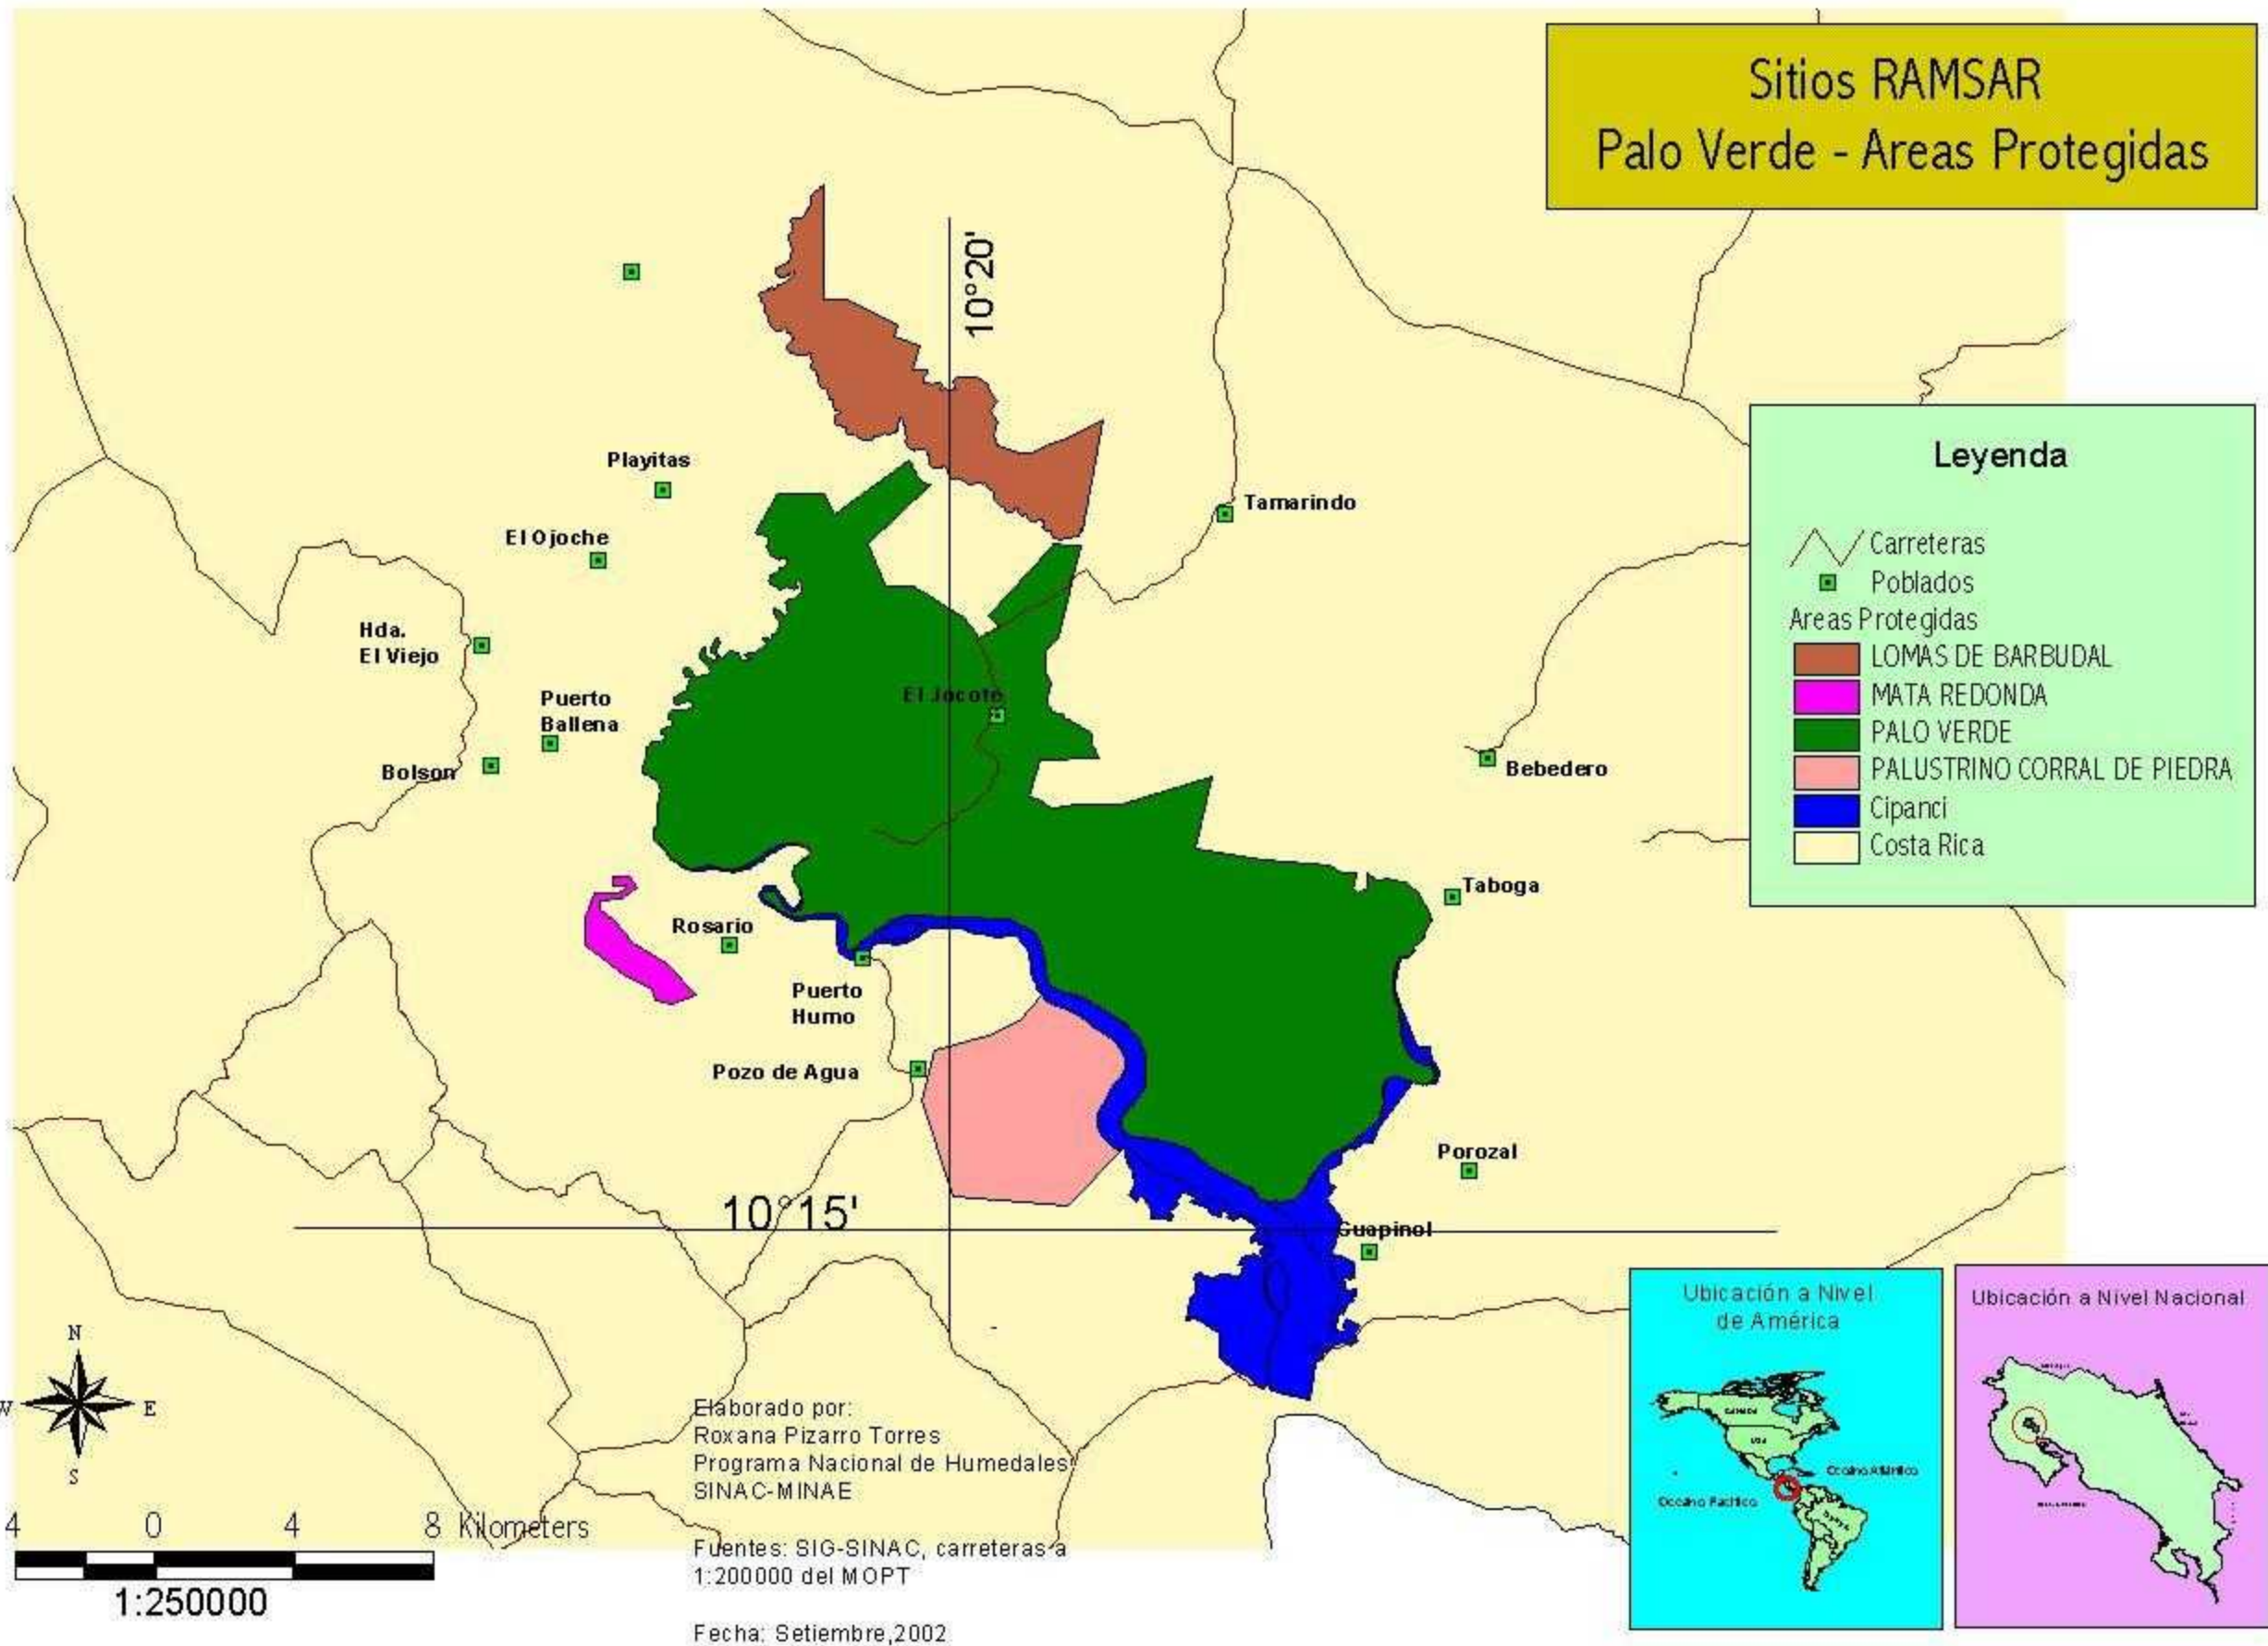 Sitios RAMSAR
Palo Verde - Areas Protegidas
10°20'
Playitas
El Ojoche
Tamarindo
Hda.
El Viejo
Puerto
Ballena
El Jocote
Bolson
Bebedero
Taboga
Rosario
Puerto
Humo
Pozo de Agua
Porozal
10°15'
Guapinol
Leyenda
Carreteras
Poblados
Areas Protegidas
LOMAS DE BARBUDAL
MATA REDONDA
PALO VERDE
PALUSTRINO CORRAL DE PIEDRA
Cipanci
Costa Rica
N
W E
S
4 0 4 8 Kilometers
1:250000
Elaborado por:
Roxana Pizarro Torres
Programa Nacional de Humedales
SINAC-MINAE
Fuentes: SIG-SINAC, carreteras a
1:200000 del MOPT
Fecha: Setiembre,2002
Ubicación a Nivel
de América
CANADA
USA
Océano Atlántico
Océano Pacífico
Ubicación a Nivel Nacional